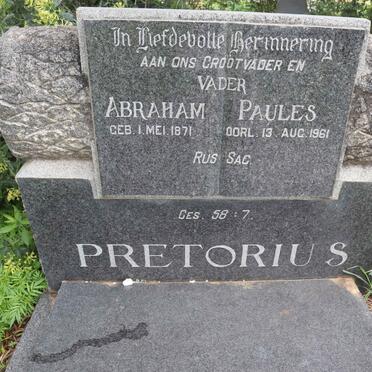 In Liefdevolle Herinnering
AAN ONS GROOTVADER EN
VADER
ABRAHAM PAULES
GEB. 1. MEI. 1871 OORL. 13 AUG. 1961
RUS SAG.
GES. 58:7.
PRETORIUS